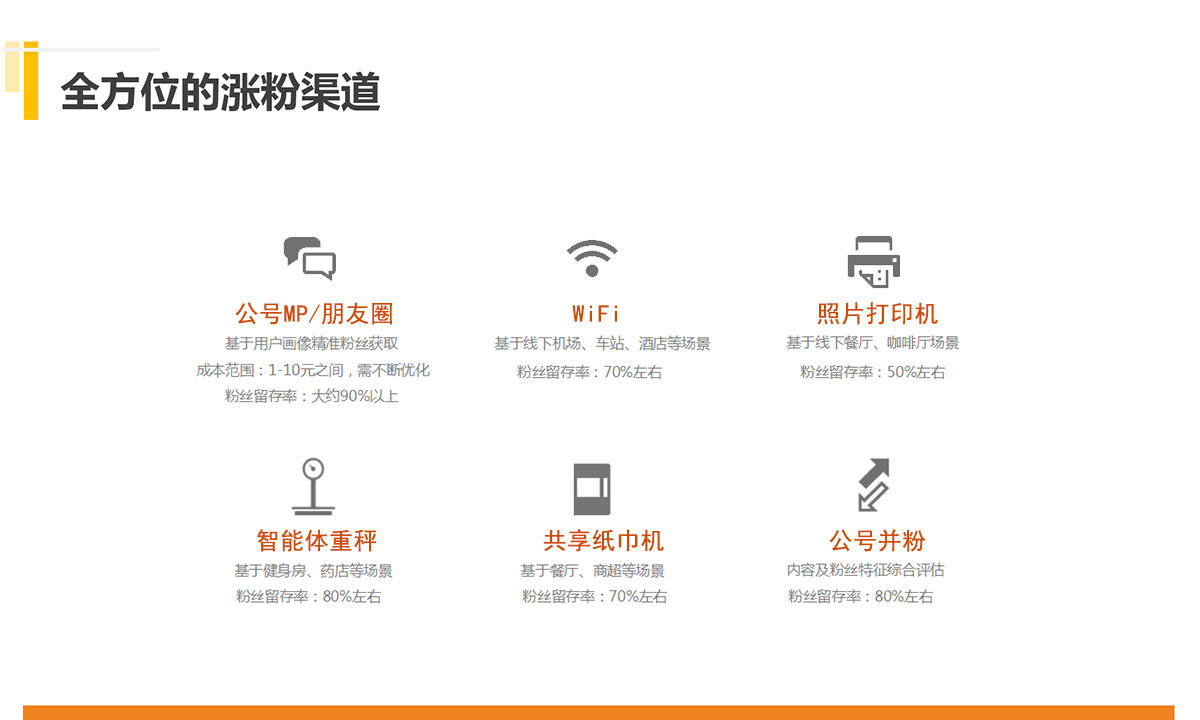 全方位的涨粉渠道
公号MP/朋友圈
基于用户画像精准粉丝获取
成本范围：1-10元之间，需不断优化
粉丝留存率：大约90%以上
WiFi
基于线下机场、车站、酒店等场景
粉丝留存率：70%左右
照片打印机
基于线下餐厅、咖啡厅场景
粉丝留存率：50%左右
智能体重秤
基于健身房、药店等场景
粉丝留存率：80%左右
共享纸巾机
基于餐厅、商超等场景
粉丝留存率：70%左右
公号并粉
内容及粉丝特征综合评估
粉丝留存率：80%左右